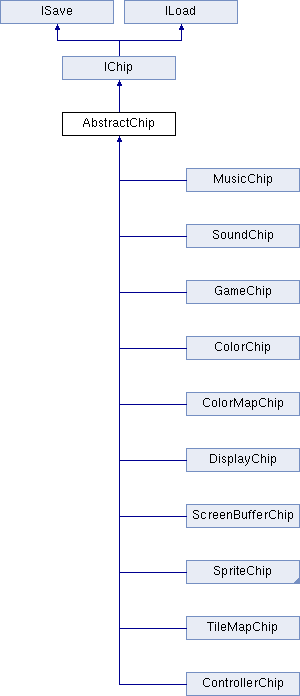 ISave ILoad
IChip
AbstractChip
MusicChip
SoundChip
GameChip
ColorChip
ColorMapChip
DisplayChip
ScreenBufferChip
SpriteChip
TileMapChip
ControllerChip